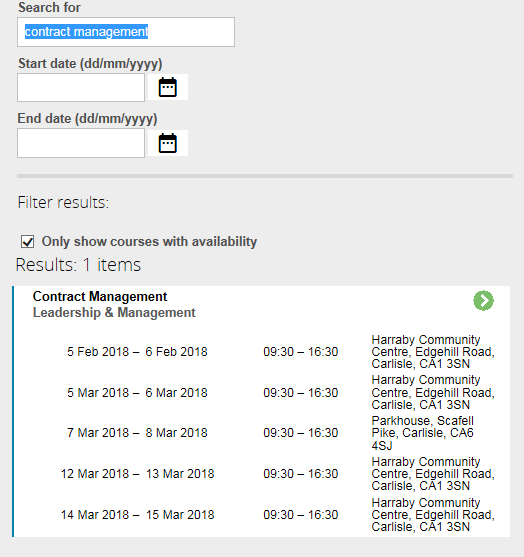 Search for
contract management
Start date (dd/mm/yyyy)
End date (dd/mm/yyyy)
Filter results:
Only show courses with availability
Results: 1 items
Contract Management
Leadership & Management
5 Feb 2018 – 6 Feb 2018 09:30 – 16:30 Harraby Community
Centre, Edgehill Road,
Carlisle, CA1 3SN
5 Mar 2018 – 6 Mar 2018 09:30 – 16:30 Harraby Community
Centre, Edgehill Road,
Carlisle, CA1 3SN
7 Mar 2018 – 8 Mar 2018 09:30 – 16:30 Parkhouse, Scafell
Pike, Carlisle, CA6
4SJ
12 Mar 2018 – 13 Mar 2018 09:30 – 16:30 Harraby Community
Centre, Edgehill Road,
Carlisle, CA1 3SN
14 Mar 2018 – 15 Mar 2018 09:30 – 16:30 Harraby Community
Centre, Edgehill Road,
Carlisle, CA1 3SN